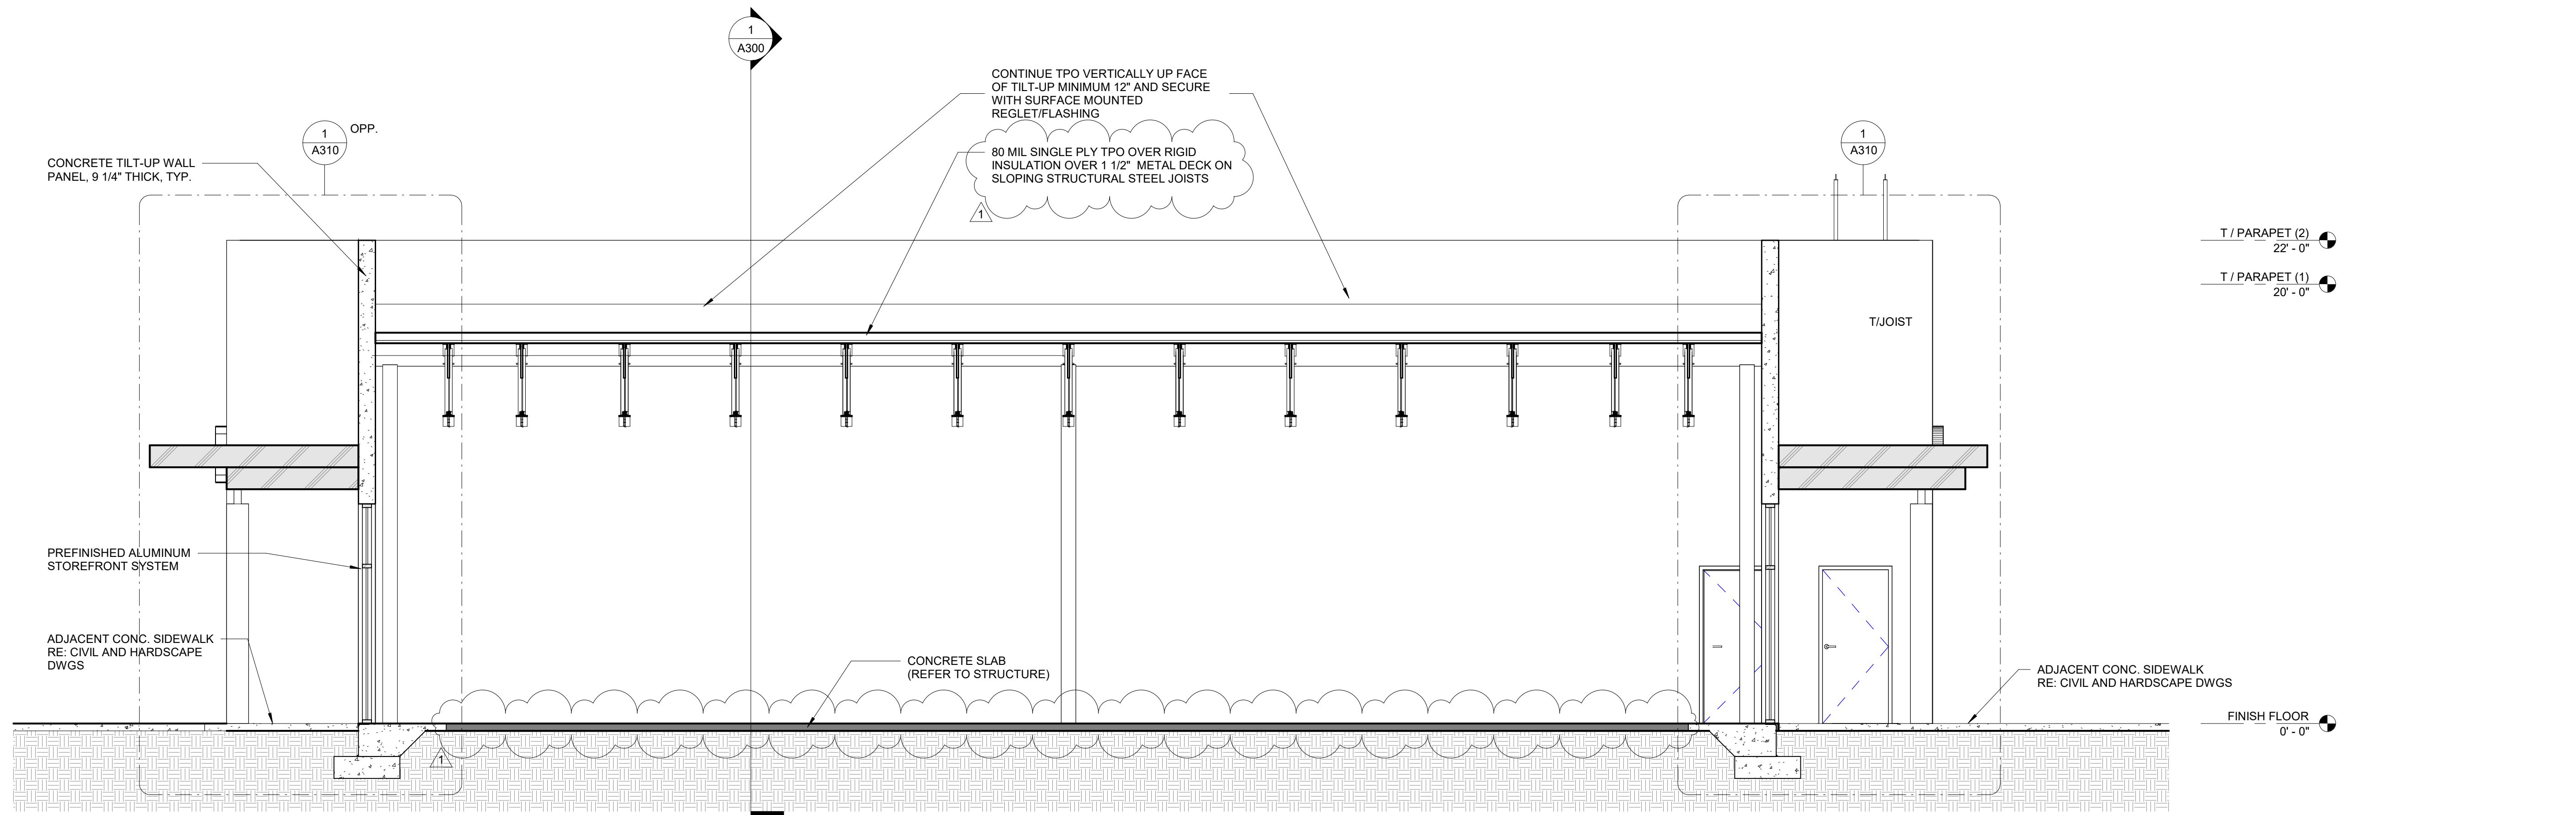 1
A300
CONTINUE TPO VERTICALLY UP FACE
OF TILT-UP MINIMUM 12" AND SECURE
WITH SURFACE MOUNTED
REGLET/FLASHING
80 MIL SINGLE PLY TPO OVER RIGID
INSULATION OVER 1 1/2" METAL DECK ON
SLOPING STRUCTURAL STEEL JOISTS
1
1
A310
OPP.
CONCRETE TILT-UP WALL
PANEL, 9 1/4" THICK, TYP.
1
A310
T / PARAPET (2)
22' - 0"
T / PARAPET (1)
20' - 0"
T/JOIST
PREFINISHED ALUMINUM
STOREFRONT SYSTEM
ADJACENT CONC. SIDEWALK
RE: CIVIL AND HARDSCAPE
DWGS
CONCRETE SLAB
(REFER TO STRUCTURE)
ADJACENT CONC. SIDEWALK
RE: CIVIL AND HARDSCAPE DWGS
FINISH FLOOR
0' - 0"
1